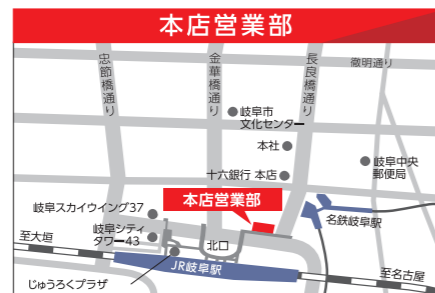 本店営業部
忠節橋通り
金華橋通り
長良橋通り
徹明通り
岐阜市
文化センター
本社
十六銀行 本店
岐阜中央
郵便局
本店営業部
岐阜スカイウイング37
岐阜シティ
タワー43
北口
名鉄岐阜駅
至大垣
JR岐阜駅
至名古屋
じゅうろくプラザ